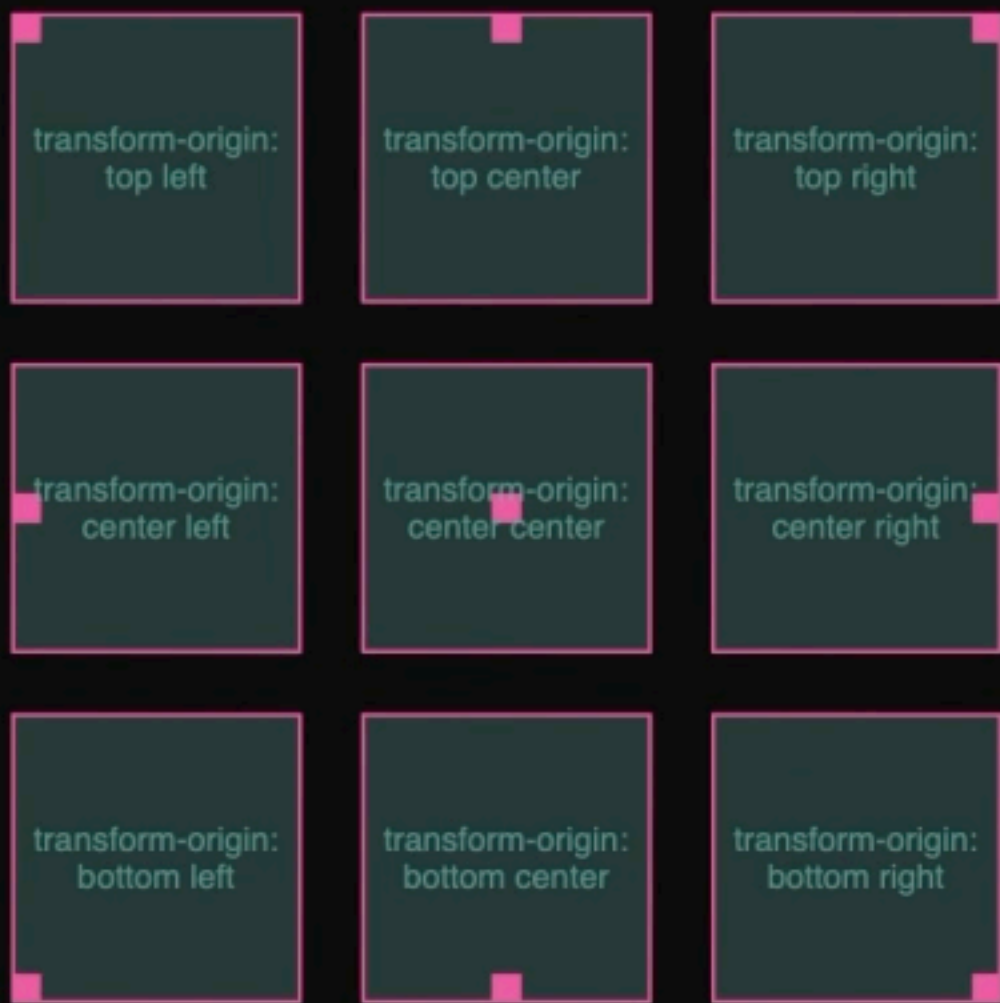 transform-origin:
top left
transform-origin:
top center
transform-origin:
top right
transform-origin:
center left
transform-origin:
center center
transform-origin:
center right
transform-origin:
bottom left
transform-origin:
bottom center
transform-origin:
bottom right